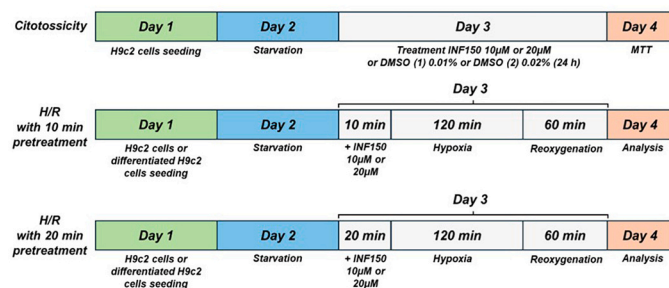 Citotossicity
Day 1
Day 2
Day 3
Day 4
H9c2 cells seeding
Starvation
Treatment INF150 10μM or 20μM
or DMSO (1) 0.01% or DMSO (2) 0.02% (24 h)
MTT
Day 3
H/R
with 10 min
pretreatment
Day 1
Day 2
10 min
120 min
60 min
Day 4
H9c2 cells or
differentiated H9c2
cells seeding
Starvation
+ INF150
10μM or
20μM
Hypoxia
Reoxygenation
Analysis
Day 3
H/R
with 20 min
pretreatment
Day 1
Day 2
20 min
120 min
60 min
Day 4
H9c2 cells or
differentiated H9c2
cells seeding
Starvation
+ INF150
10μM or
20μM
Hypoxia
Reoxygenation
Analysis